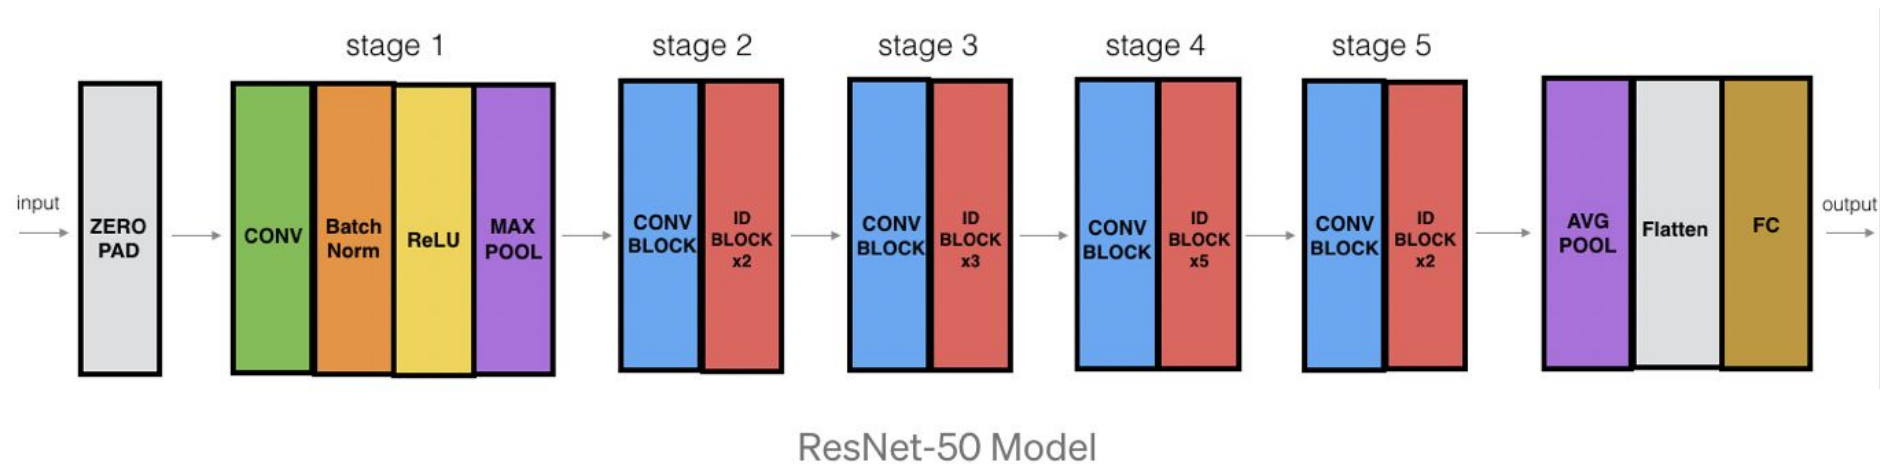 stage 1
stage 2
stage 3
stage 4
stage 5
input
ZERO
PAD
CONV
Batch
Norm
ReLU
MAX
POOL
CONV
BLOCK
ID
BLOCK
x2
CONV
BLOCK
ID
BLOCK
x3
CONV
BLOCK
ID
BLOCK
x5
CONV
BLOCK
ID
BLOCK
x2
AVG
POOL
Flatten
FC
output
ResNet-50 Model